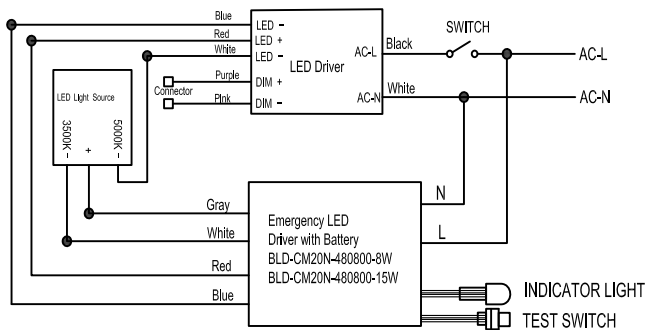 Blue
LED −
Red
LED +
White
LED −
Purple
DIM +
Connector
Pink
DIM −
LED Driver
AC-L
Black
AC-N
White
SWITCH
AC-L
AC-N
LED Light Source
3500K −
+
5000K −
Gray
White
Red
Blue
Emergency LED
Driver with Battery
BLD-CM20N-480800-8W
BLD-CM20N-480800-15W
N
L
INDICATOR LIGHT
TEST SWITCH